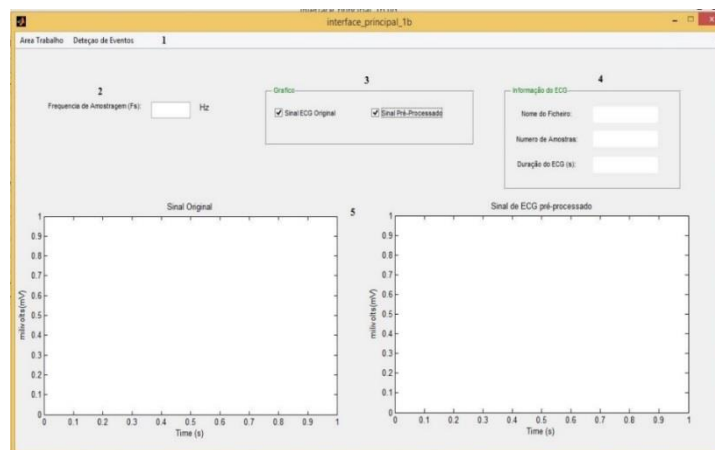 interface_principal_1b
Area Trabalho Deteçao de Eventos 1
2
3
4
Frequencia de Amostragem (Fs): Hz
Grafico
Sinal ECG Original Sinal Pré-Processado
Informação do ECG
Nome do Ficheiro:
Numero de Amostras:
Duração do ECG (s):
5
Sinal Original
milivolts(mV)
1
0.9
0.8
0.7
0.6
0.5
0.4
0.3
0.2
0.1
0
0 0.1 0.2 0.3 0.4 0.5 0.6 0.7 0.8 0.9 1
Time (s)
Sinal de ECG pré-processado
milivolts(mV)
1
0.9
0.8
0.7
0.6
0.5
0.4
0.3
0.2
0.1
0
0 0.1 0.2 0.3 0.4 0.5 0.6 0.7 0.8 0.9 1
Time (s)